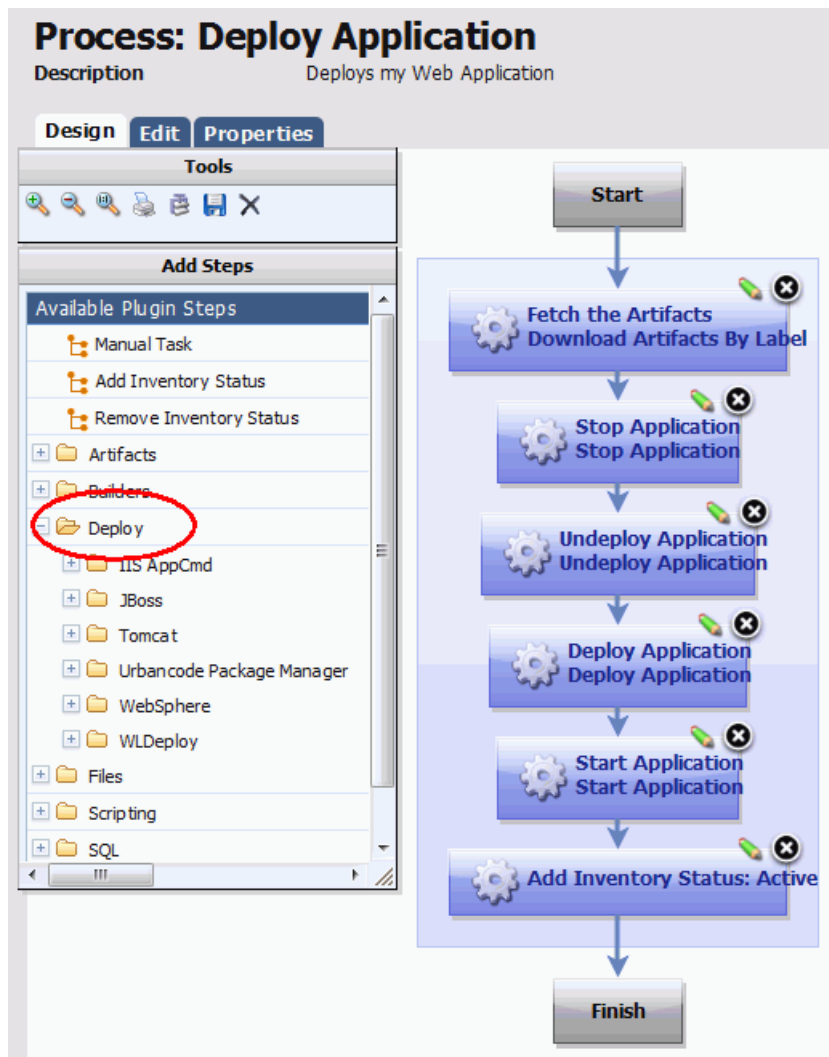 Process: Deploy Application
Description Deploys my Web Application
Design Edit Properties
Tools
Add Steps
Available Plugin Steps
Manual Task
Add Inventory Status
Remove Inventory Status
Artifacts
Builders
Deploy
IIS AppCmd
JBoss
Tomcat
Urbancode Package Manager
WebSphere
WLDeploy
Files
Scripting
SQL
Start
Fetch the Artifacts
Download Artifacts By Label
Stop Application
Stop Application
Undeploy Application
Undeploy Application
Deploy Application
Deploy Application
Start Application
Start Application
Add Inventory Status: Active
Finish